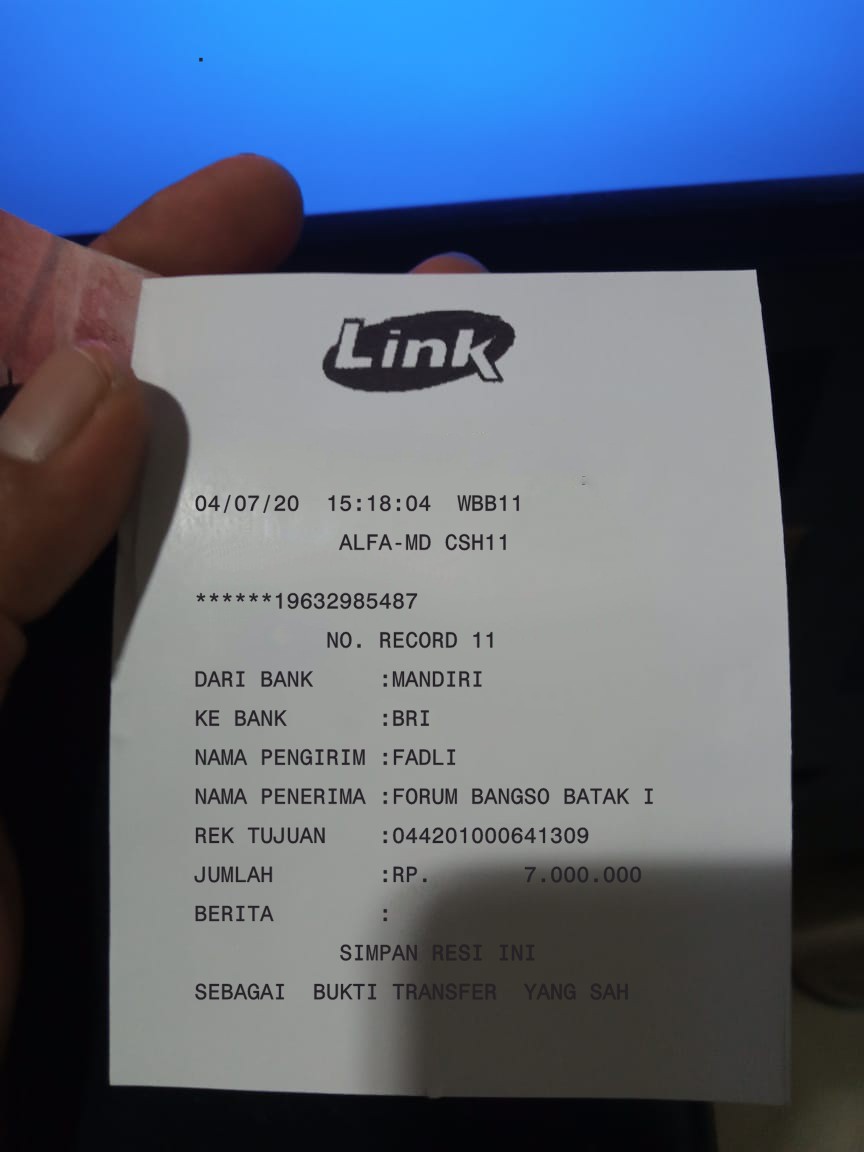 Link
04/07/20 15:18:04 WBB11
ALFA-MD CSH11
******19632985487
NO. RECORD 11
DARI BANK :MANDIRI
KE BANK :BRI
NAMA PENGIRIM :FADLI
NAMA PENERIMA :FORUM BANGSO BATAK I
REK TUJUAN :044201000641309
JUMLAH :RP. 7.000.000
BERITA :
SIMPAN RESI INI
SEBAGAI BUKTI TRANSFER YANG SAH